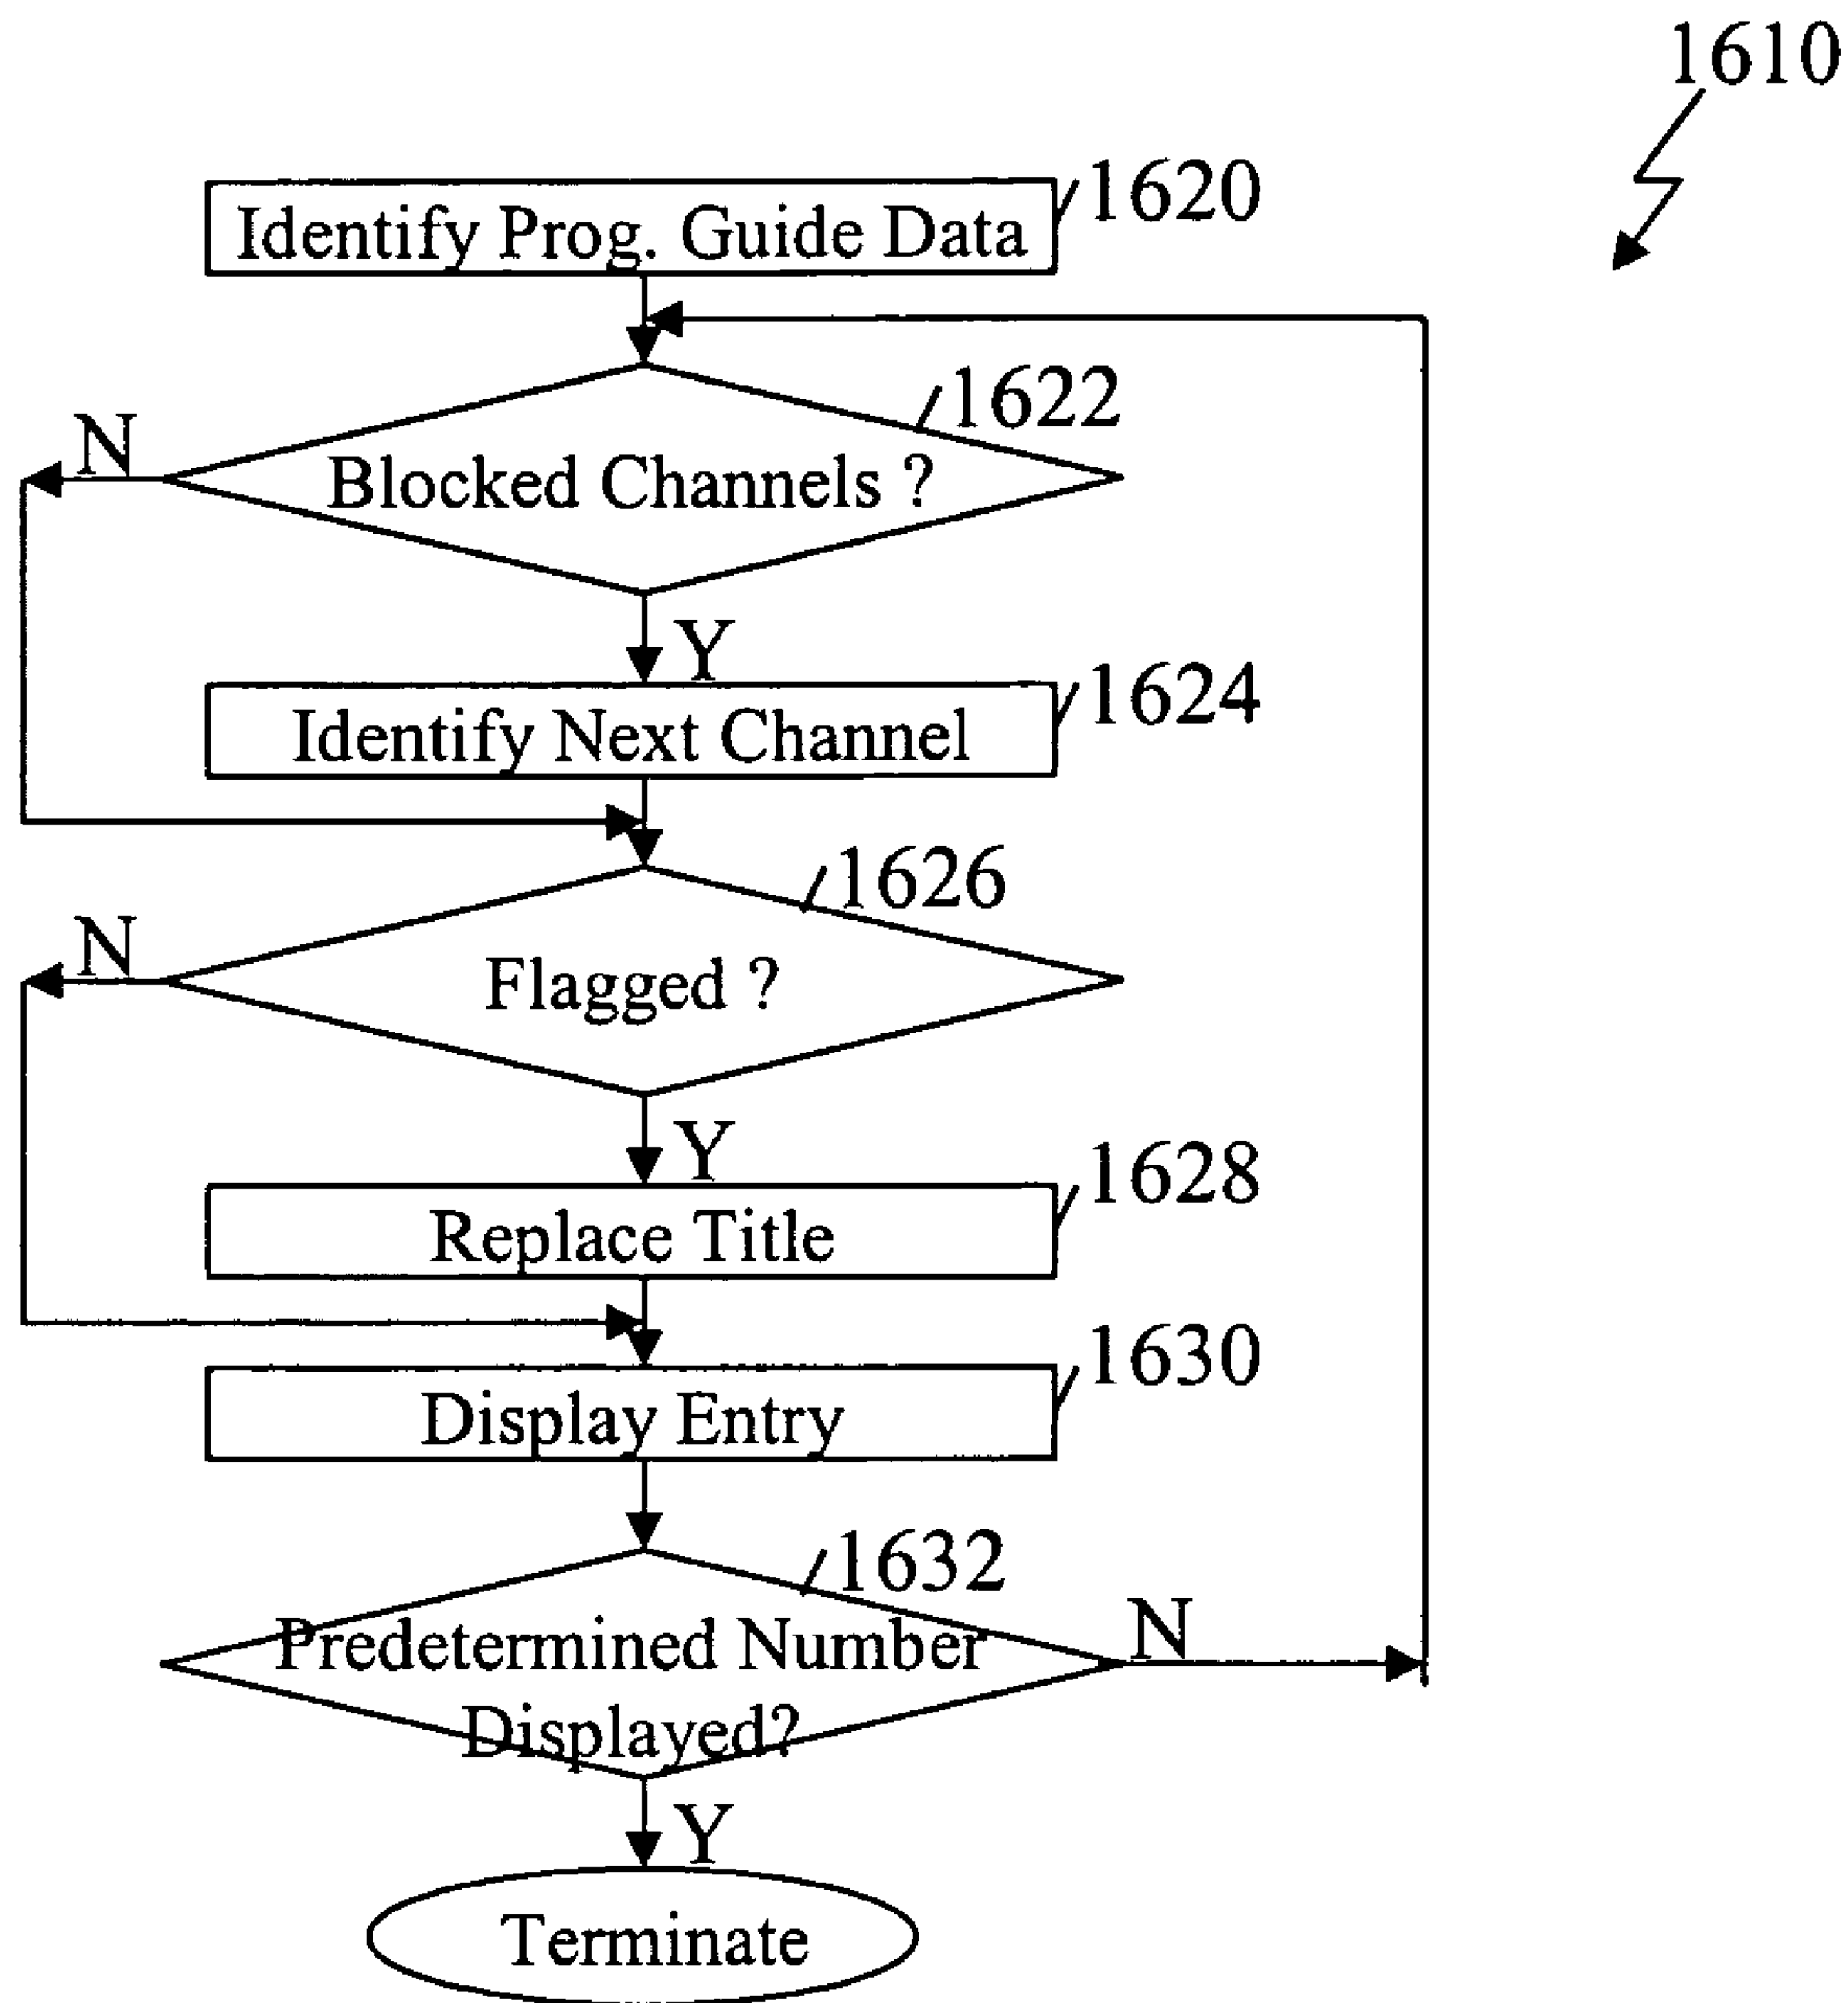 1610
1620
Identify Prog. Guide Data
1622
N
Blocked Channels ?
Y
1624
Identify Next Channel
1626
N
Flagged ?
Y
1628
Replace Title
1630
Display Entry
1632
Predetermined Number
N
Displayed?
Y
Terminate